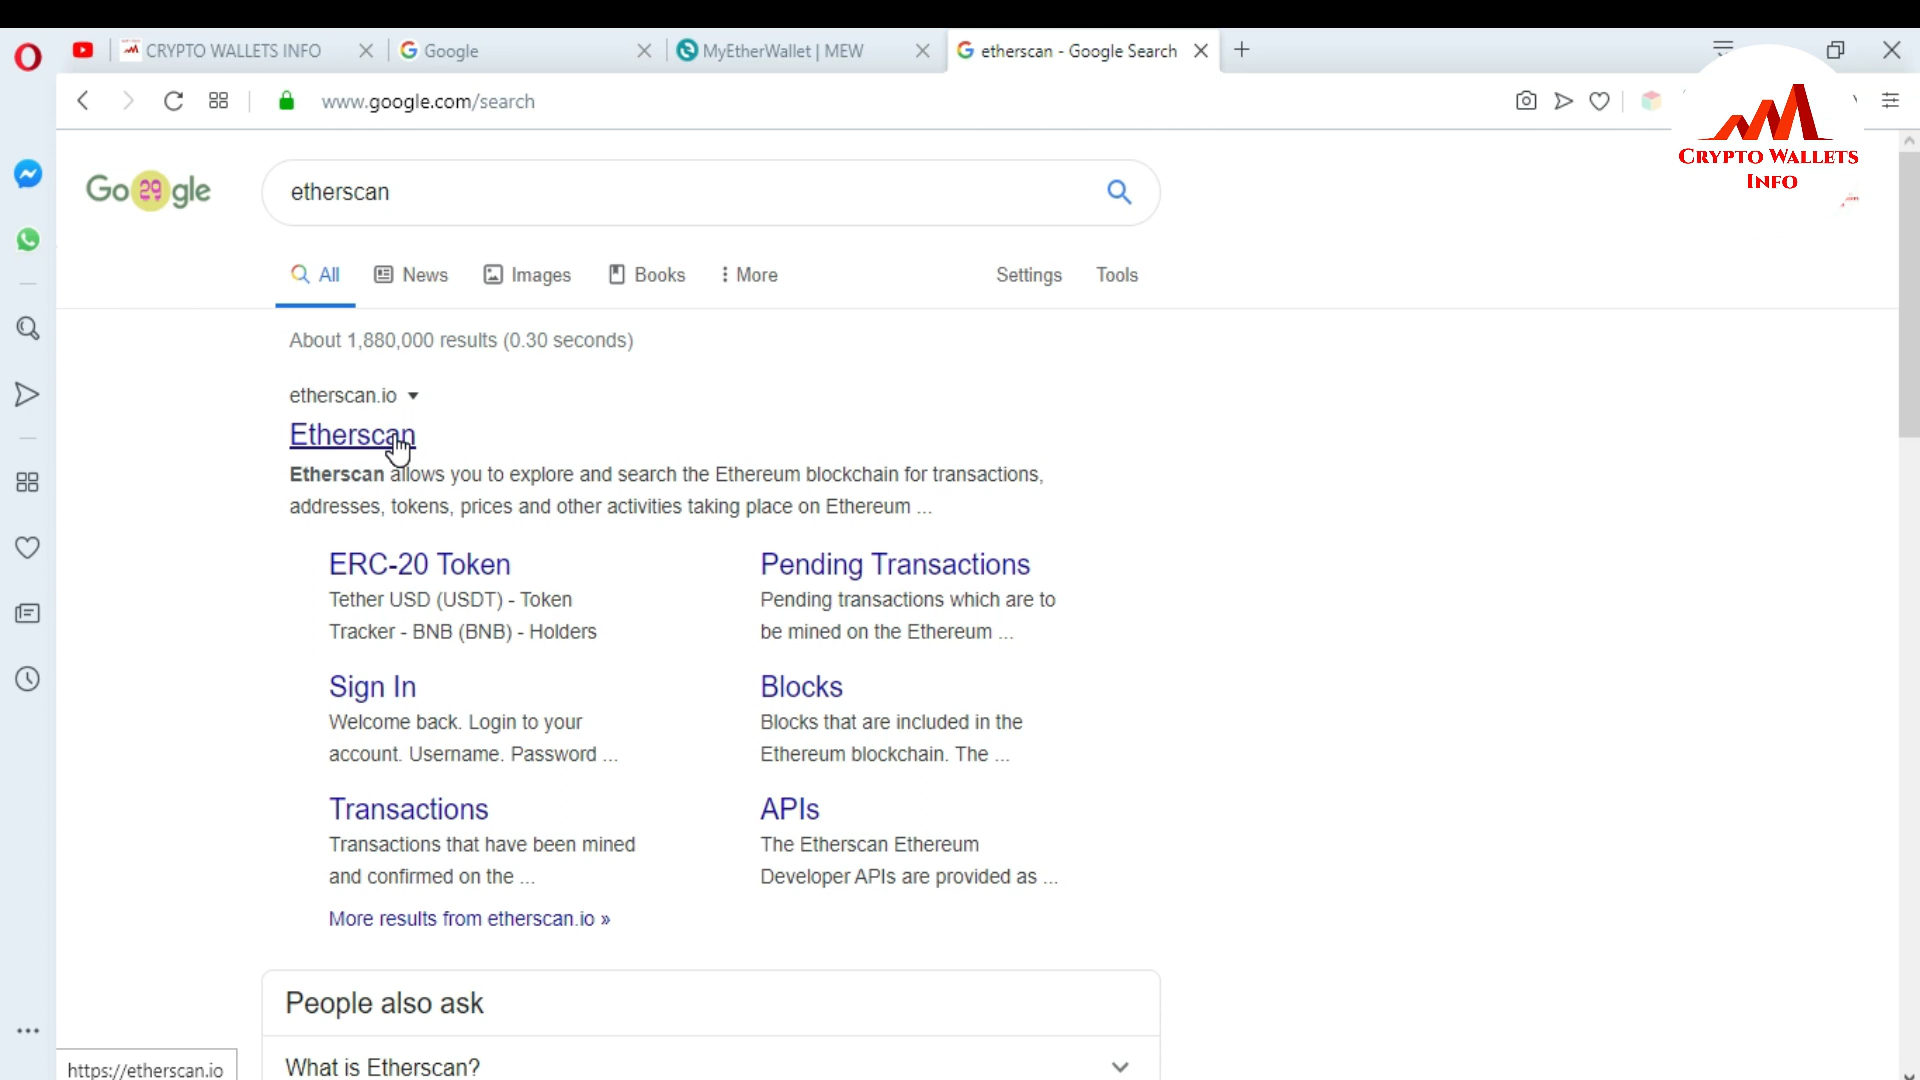 CRYPTO WALLETS INFO
Google
MyEtherWallet | MEW
etherscan - Google Search
www.google.com/search
CRYPTO WALLETS
INFO
Go29gle
etherscan
All
News
Images
Books
More
Settings
Tools
About 1,880,000 results (0.30 seconds)
etherscan.io
Etherscan
Etherscan allows you to explore and search the Ethereum blockchain for transactions,
addresses, tokens, prices and other activities taking place on Ethereum ...
ERC-20 Token
Tether USD (USDT) - Token
Tracker - BNB (BNB) - Holders
Pending Transactions
Pending transactions which are to
be mined on the Ethereum ...
Sign In
Welcome back. Login to your
account. Username. Password ...
Blocks
Blocks that are included in the
Ethereum blockchain. The ...
Transactions
Transactions that have been mined
and confirmed on the ...
APIs
The Etherscan Ethereum
Developer APIs are provided as ...
More results from etherscan.io »
People also ask
What is Etherscan?
https://etherscan.io